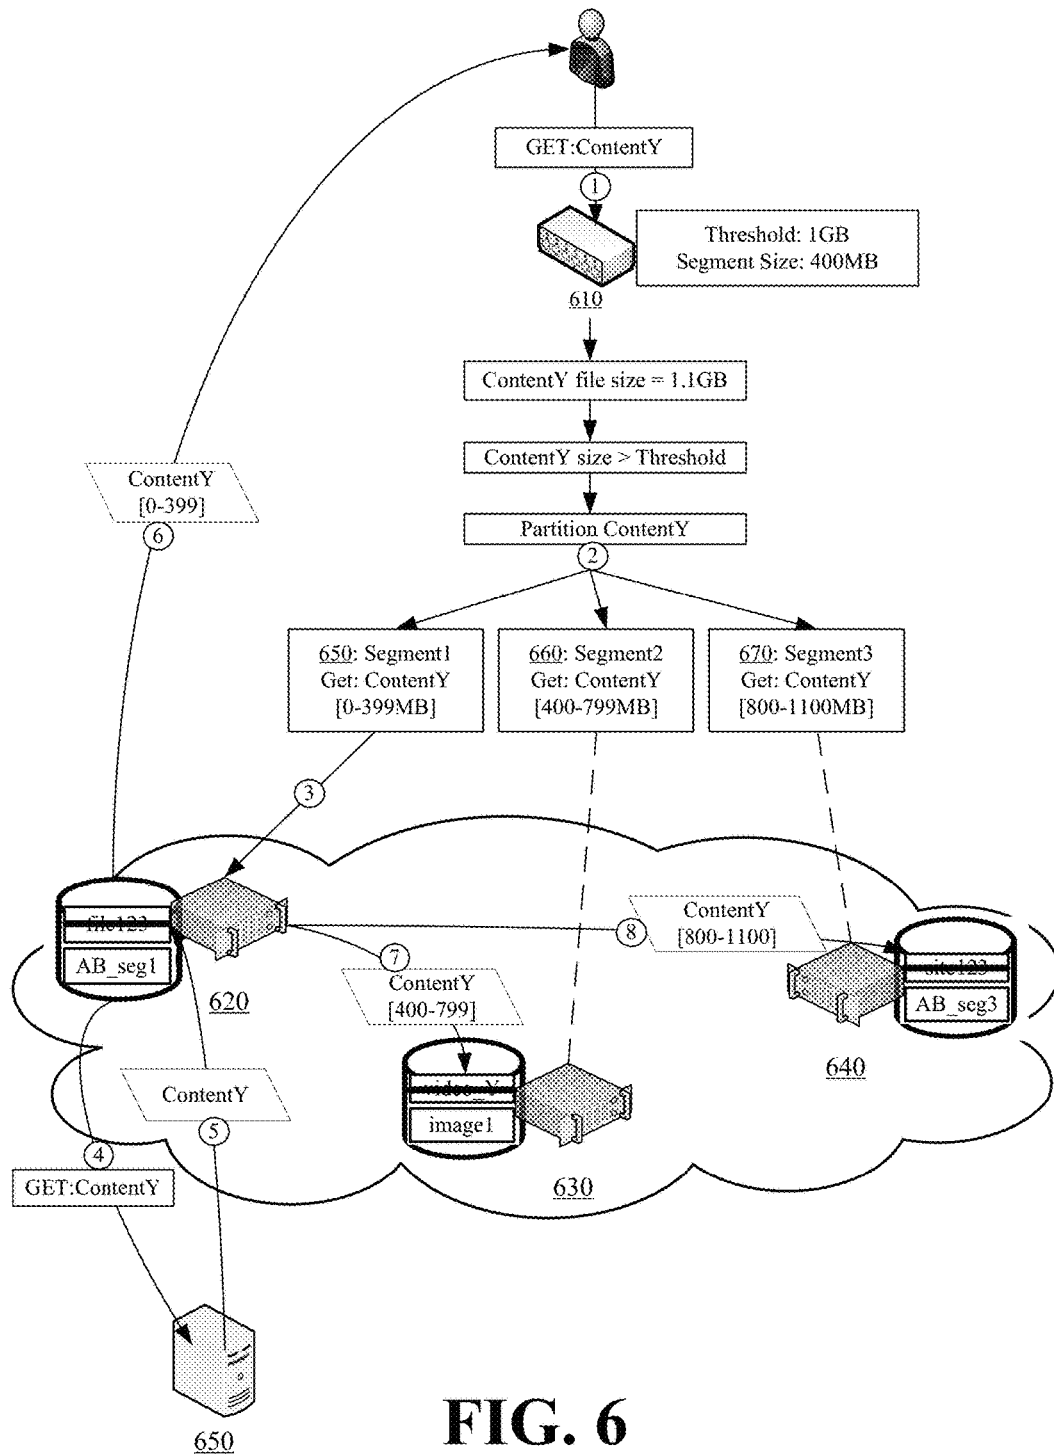 GET:ContentY
1
Threshold: 1GB
Segment Size: 400MB
610
ContentY file size = 1.1GB
ContentY size > Threshold
ContentY
[0-399]
6
Partition ContentY
2
650: Segment1
Get: ContentY
[0-399MB]
660: Segment2
Get: ContentY
[400-799MB]
670: Segment3
Get: ContentY
[800-1100MB]
3
file123
AB_seg1
620
8
ContentY
[800-1100]
7
ContentY
[400-799]
site123
AB_seg3
640
video_Y
image1
630
ContentY
5
4
GET:ContentY
650
FIG. 6